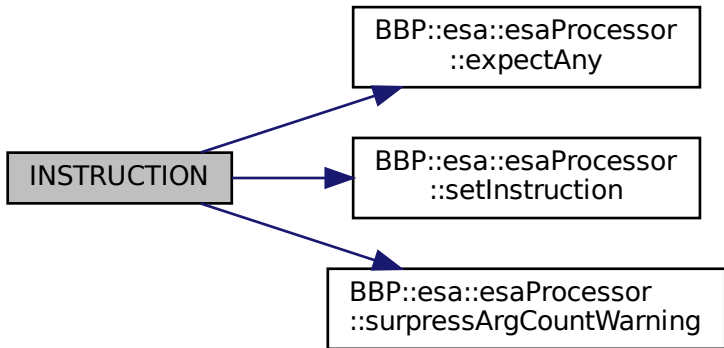 BBP::esa::esaProcessor
::expectAny
INSTRUCTION
BBP::esa::esaProcessor
::setInstruction
BBP::esa::esaProcessor
::surpressArgCountWarning